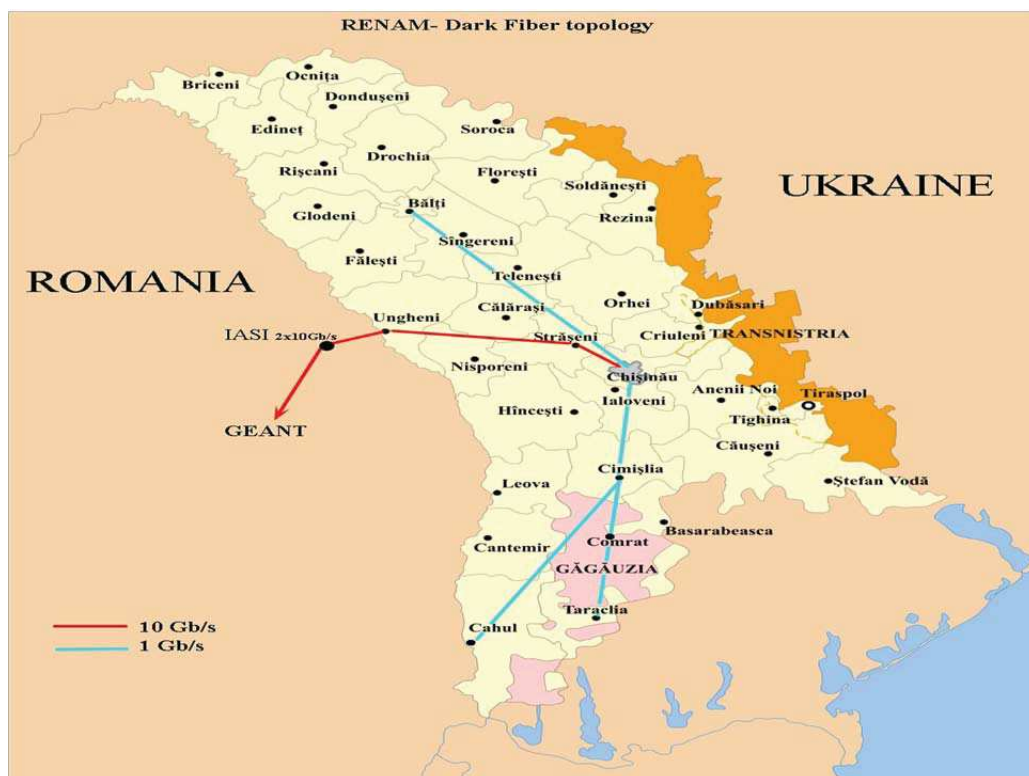 RENAM- Dark Fiber topology
Ocnița
Briceni
Dondușeni
Edineț
Soroca
Drochia
Rișcani
Florești
Soldănești
UKRAINE
Glodeni
Bălți
Rezina
Sîngereni
Fălești
Telenești
ROMANIA
Orhei
Dubăsari
Călărași
Ungheni
IASI 2x10Gb/s
Strășeni
Criuleni
TRANSNISTRIA
Nisporeni
Chișinău
Ialoveni
Anenii Noi
Tiraspol
Hîncești
Tighina
GEANT
Căușeni
Cimișlia
Leova
Ștefan Vodă
Basarabeasca
Cantemir
Comrat
GĂGĂUZIA
Taraclia
Cahul
10 Gb/s
1 Gb/s